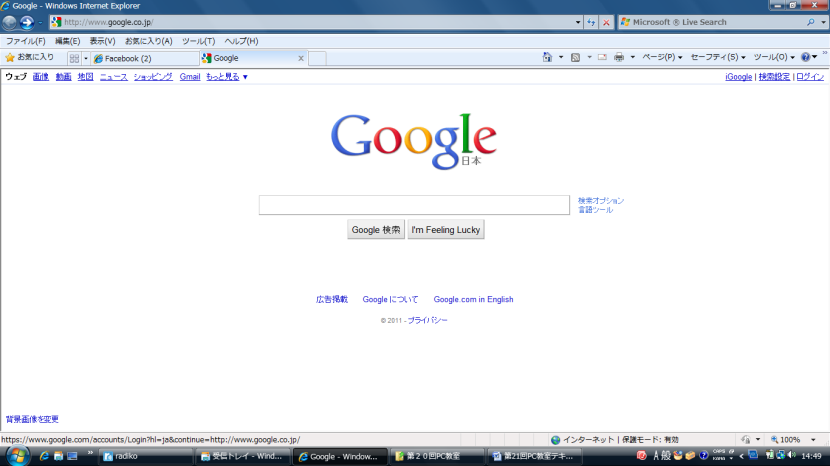 Google - Windows Internet Explorer
http://www.google.co.jp/
Microsoft ® Live Search
ファイル(F) 編集(E) 表示(V) お気に入り(A) ツール(T) ヘルプ(H)
お気に入り Facebook (2) Google x ページ(P) セーフティ(S) ツール(O)
ウェブ 画像 動画 地図 ニュース ショッピング Gmail もっと見る ▼ iGoogle | 検索設定 | ログイン
Google
日本
検索オプション
言語ツール
Google 検索 I'm Feeling Lucky
広告掲載 Google について Google.com in English
© 2011 - プライバシー
背景画像を変更
https://www.google.com/accounts/Login?hl=ja&continue=http://www.google.co.jp/ インターネット | 保護モード: 有効 100%
radiko 受信トレイ - Wind... Google - Window... 第２０回PC教室 第21回PC教室テキ... A 般 CAPS KANA 14:49